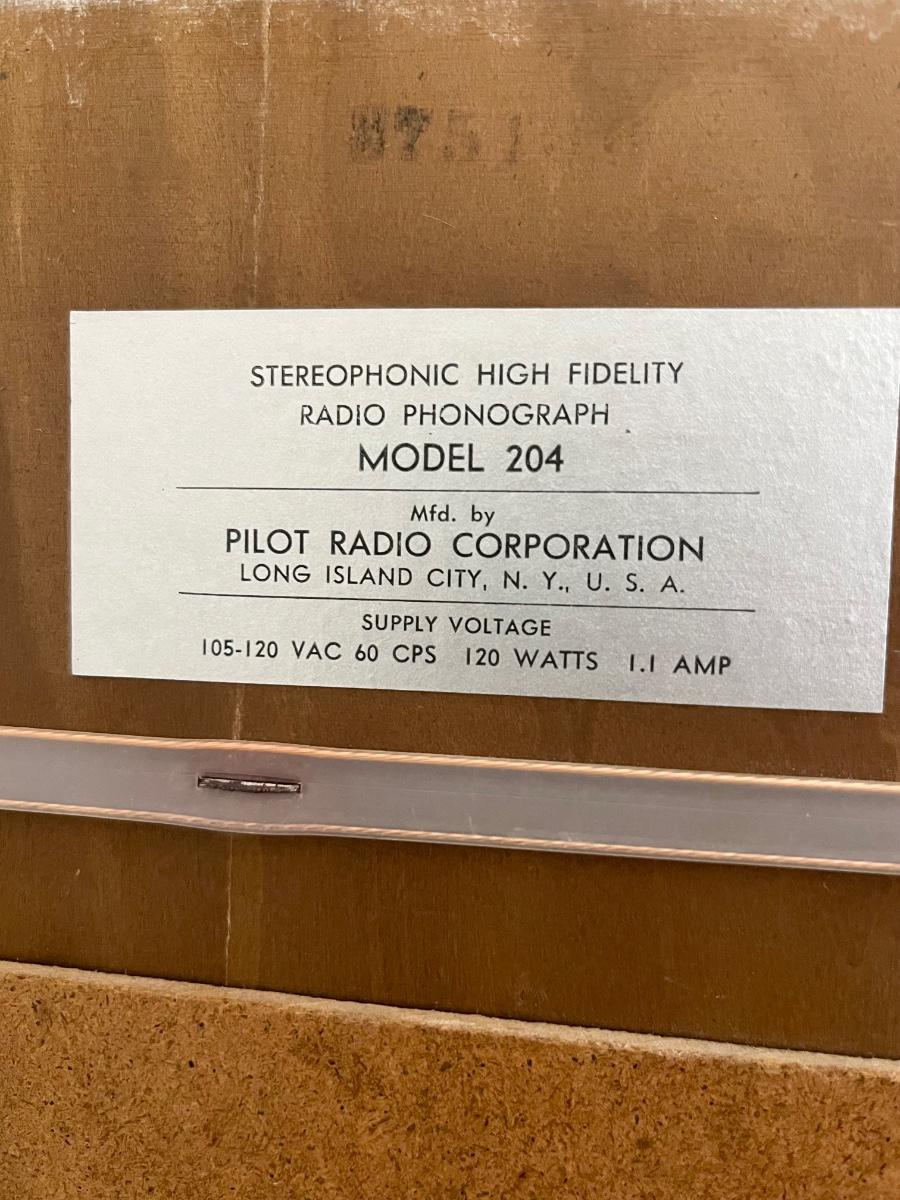 STEREOPHONIC HIGH FIDELITY
RADIO PHONOGRAPH
MODEL 204
Mfd. by
PILOT RADIO CORPORATION
LONG ISLAND CITY, N. Y., U. S. A.
SUPPLY VOLTAGE
105-120 VAC 60 CPS 120 WATTS 1.1 AMP